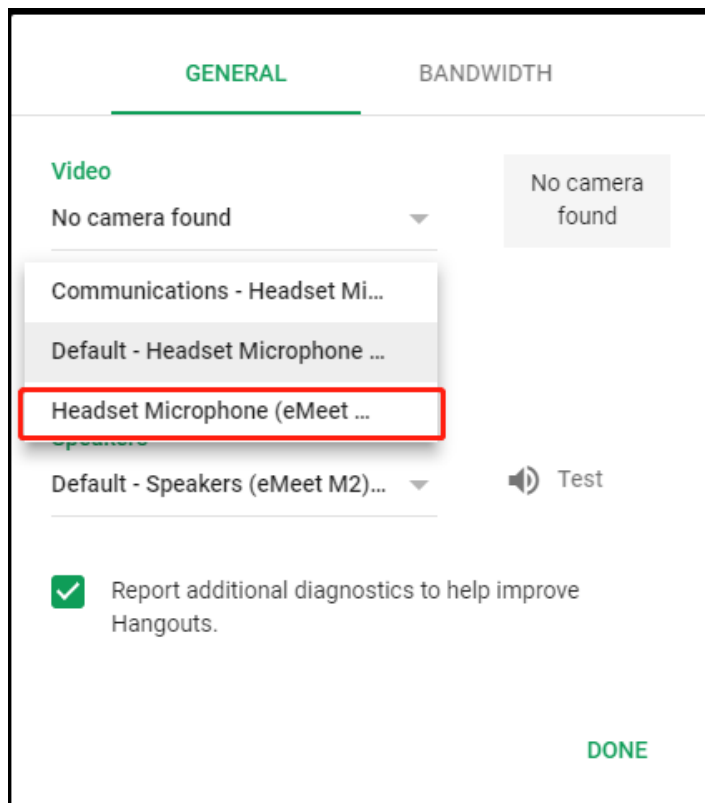 GENERAL BANDWIDTH
Video
No camera found
No camera
found
Communications - Headset Mi...
Default - Headset Microphone ...
Headset Microphone (eMeet ...
Speakers
Default - Speakers (eMeet M2)...
Test
Report additional diagnostics to help improve
Hangouts.
DONE